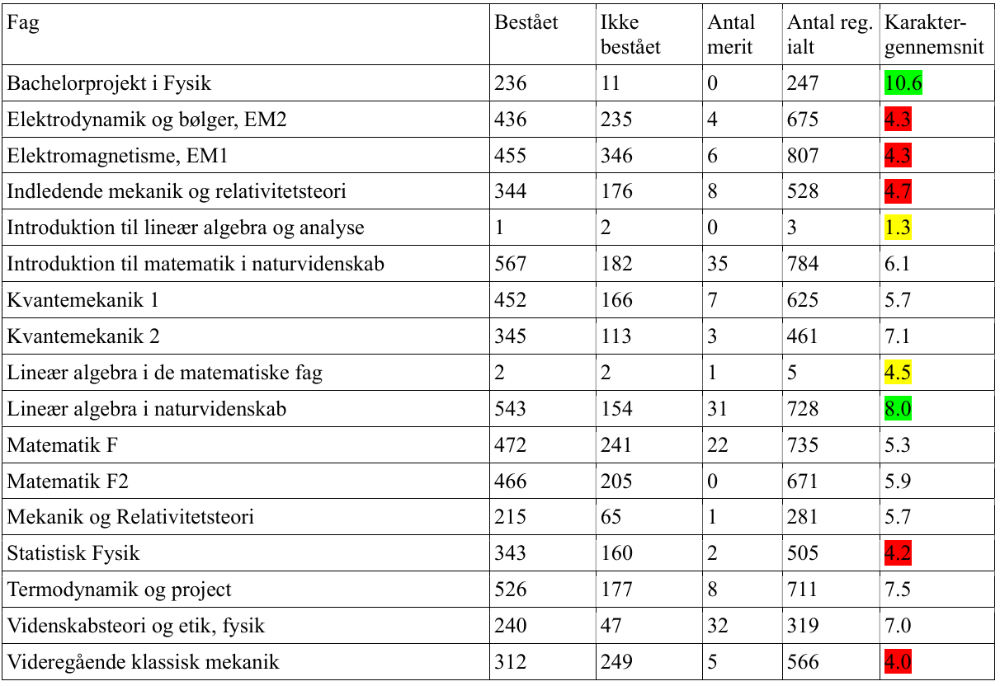 Fag Bestået Ikke bestået Antal merit Antal reg. ialt Karakter-gennemsnit
Bachelorprojekt i Fysik 236 11 0 247 10.6
Elektrodynamik og bølger, EM2 436 235 4 675 4.3
Elektromagnetisme, EM1 455 346 6 807 4.3
Indledende mekanik og relativitetsteori 344 176 8 528 4.7
Introduktion til lineær algebra og analyse 1 2 0 3 1.3
Introduktion til matematik i naturvidenskab 567 182 35 784 6.1
Kvantemekanik 1 452 166 7 625 5.7
Kvantemekanik 2 345 113 3 461 7.1
Lineær algebra i de matematiske fag 2 2 1 5 4.5
Lineær algebra i naturvidenskab 543 154 31 728 8.0
Matematik F 472 241 22 735 5.3
Matematik F2 466 205 0 671 5.9
Mekanik og Relativitetsteori 215 65 1 281 5.7
Statistisk Fysik 343 160 2 505 4.2
Termodynamik og project 526 177 8 711 7.5
Videnskabsteori og etik, fysik 240 47 32 319 7.0
Videregående klassisk mekanik 312 249 5 566 4.0